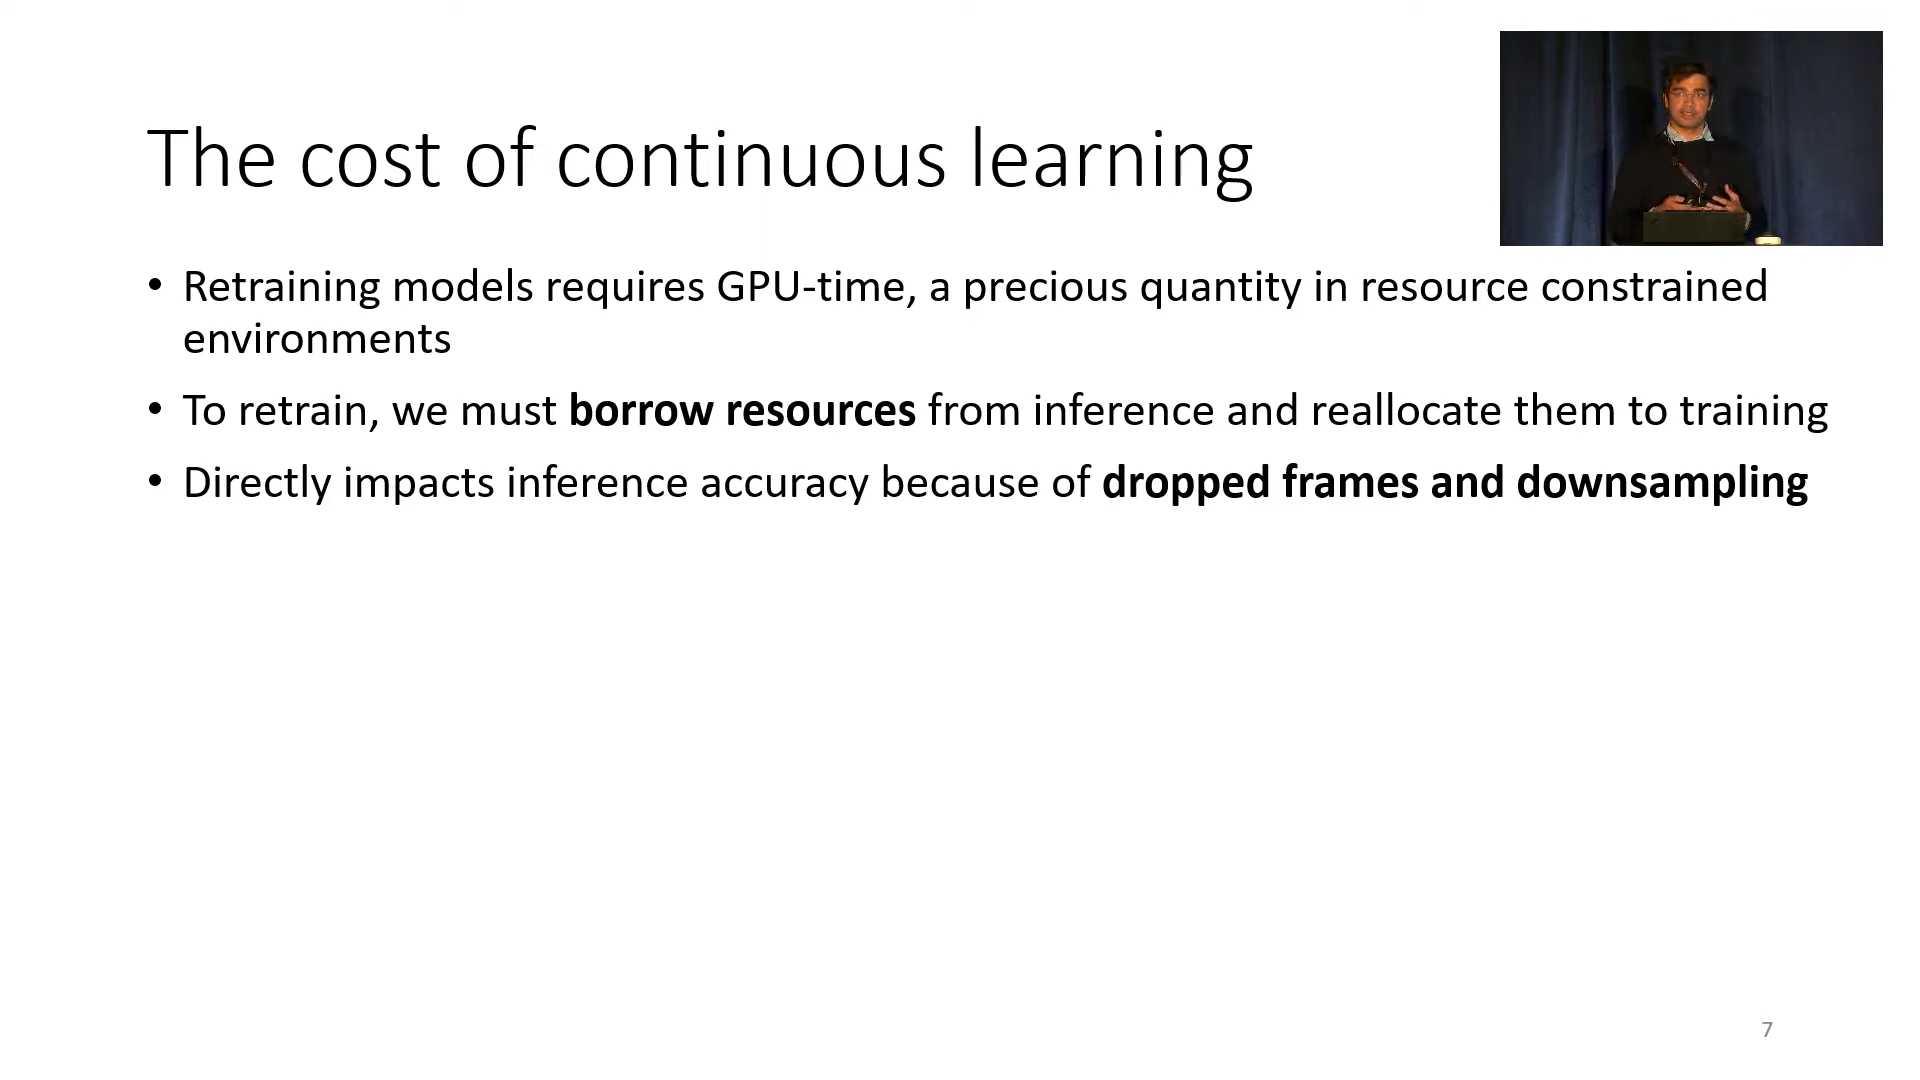 The cost of continuous learning
• Retraining models requires GPU-time, a precious quantity in resource constrained
environments
• To retrain, we must borrow resources from inference and reallocate them to training
• Directly impacts inference accuracy because of dropped frames and downsampling
7